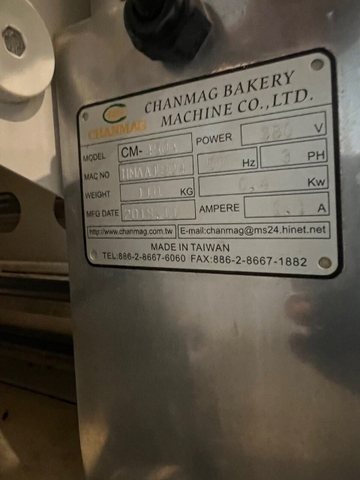 CHANMAG
CHANMAG BAKERY
MACHINE CO., LTD.
MODEL CM- POWER 380 V
MAC NO Hz 3 PH
WEIGHT KG Kw
MFG DATE AMPERE A
http://www.chanmag.com.tw E-mail:chanmag@ms24.hinet.net
MADE IN TAIWAN
TEL:886-2-8667-6060 FAX:886-2-8667-1882